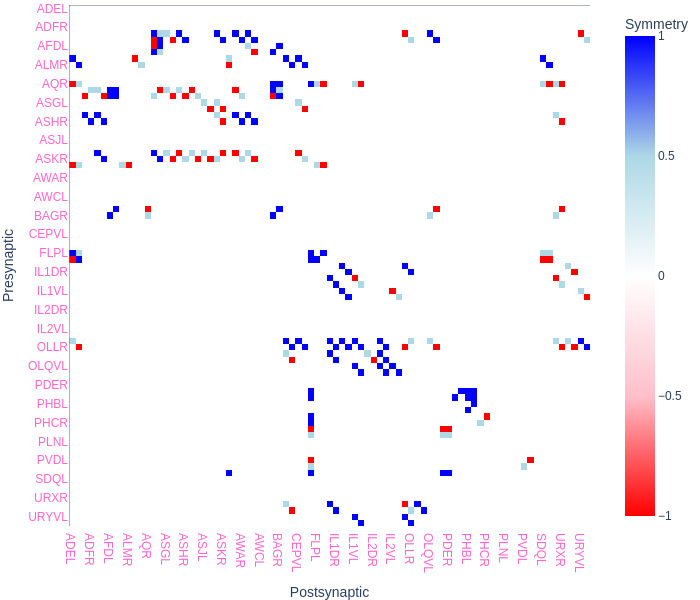 Symmetry
1
0.5
0
−0.5
−1
Presynaptic
ADEL
ADFR
AFDL
ALMR
AQR
ASGL
ASHR
ASJL
ASKR
AWAR
AWCL
BAGR
CEPVL
FLPL
IL1DR
IL1VL
IL2DR
IL2VL
OLLR
OLQVL
PDER
PHBL
PHCR
PLNL
PVDL
SDQL
URXR
URYVL
ADEL
ADFR
AFDL
ALMR
AQR
ASGL
ASHR
ASJL
ASKR
AWAR
AWCL
BAGR
CEPVL
FLPL
IL1DR
IL1VL
IL2DR
IL2VL
OLLR
OLQVL
PDER
PHBL
PHCR
PLNL
PVDL
SDQL
URXR
URYVL
Postsynaptic